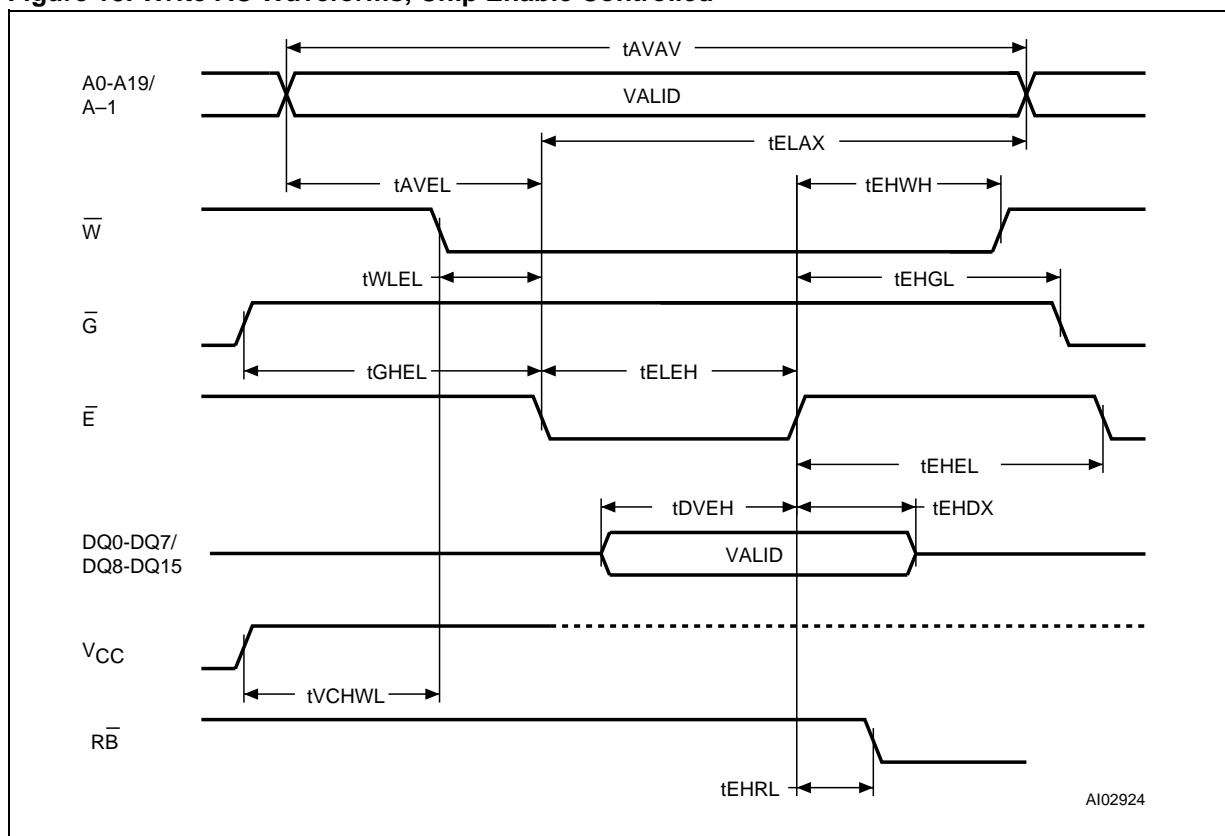 tAVAV
A0-A19/
A–1
VALID
tELAX
tAVEL
tEHWH
W̅
tWLEL
tEHGL
G̅
tGHEL
tELEH
E̅
tEHEL
tDVEH
tEHDX
DQ0-DQ7/
DQ8-DQ15
VALID
VCC
tVCHWL
RB̅
tEHRL
AI02924